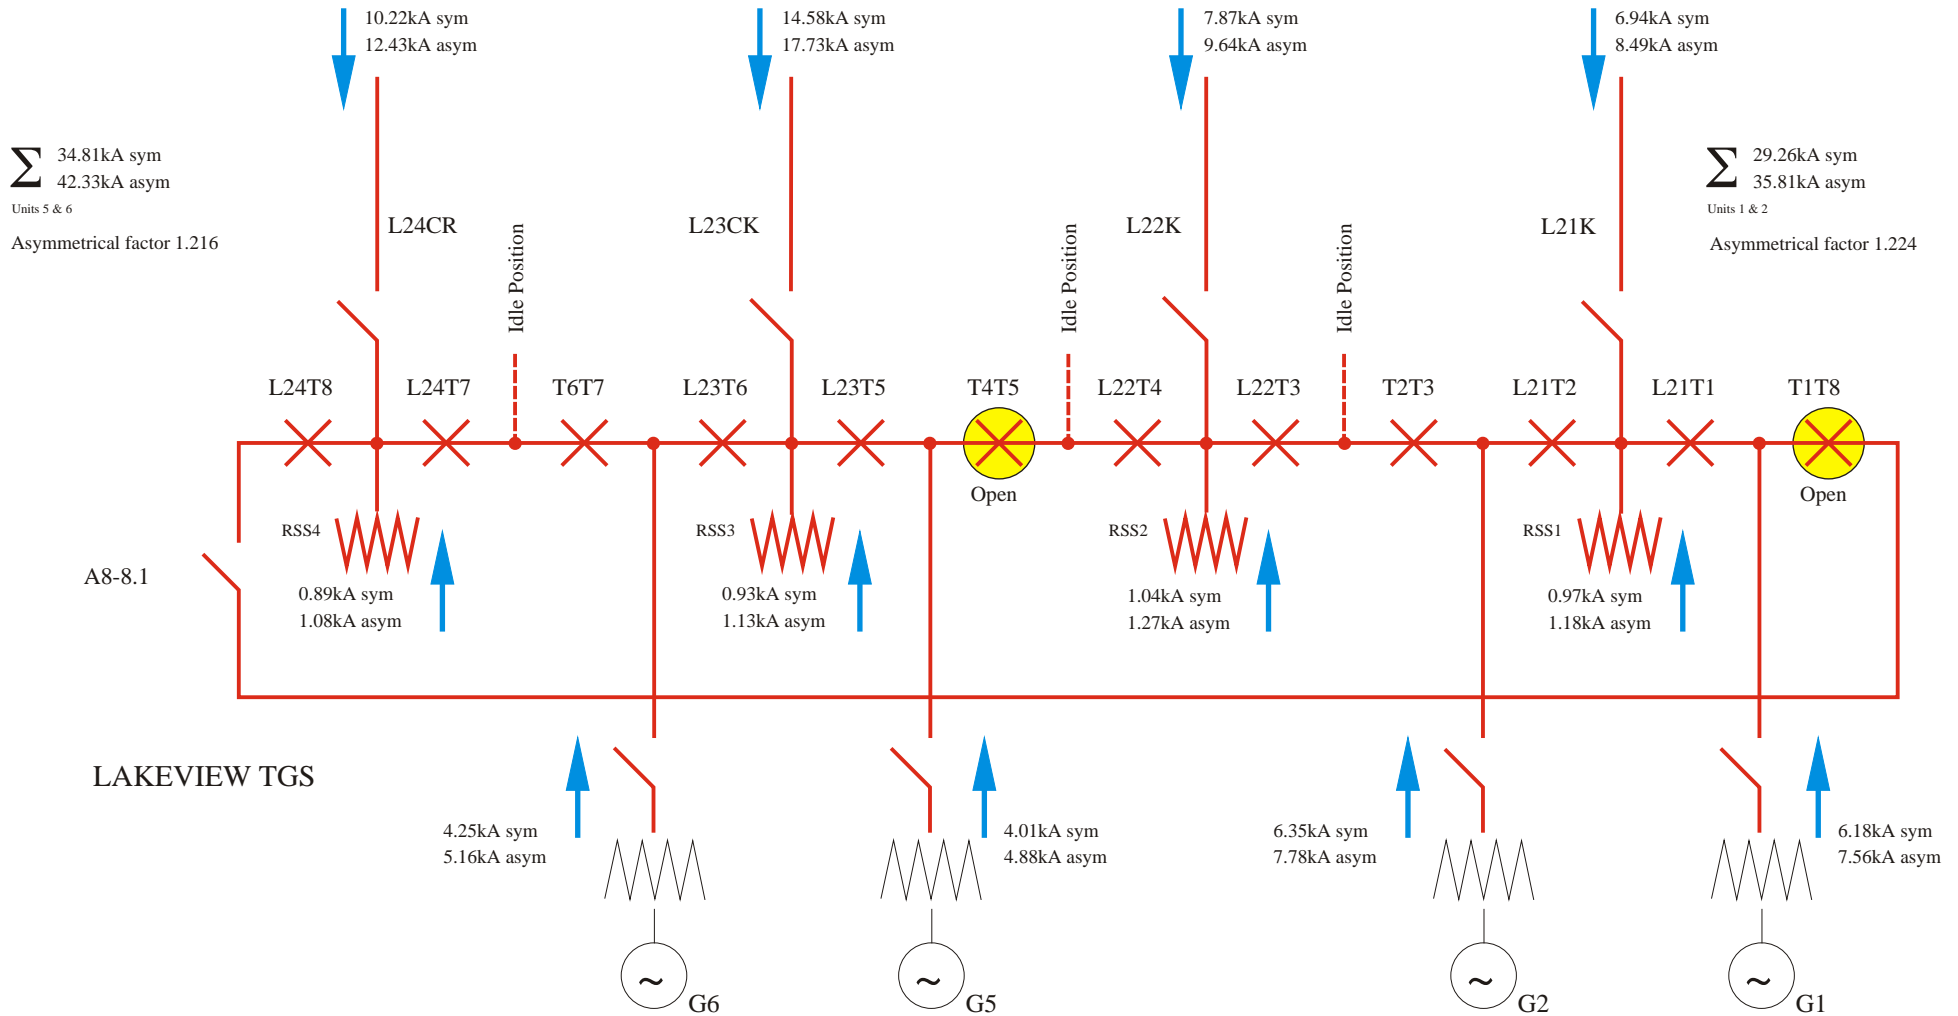 10.22kA sym
12.43kA asym
14.58kA sym
17.73kA asym
7.87kA sym
9.64kA asym
6.94kA sym
8.49kA asym
Σ
34.81kA sym
42.33kA asym
Units 5 & 6
Asymmetrical factor 1.216
Σ
29.26kA sym
35.81kA asym
Units 1 & 2
Asymmetrical factor 1.224
L24CR
L23CK
L22K
L21K
Idle Position
Idle Position
Idle Position
L24T8
L24T7
T6T7
L23T6
L23T5
T4T5
L22T4
L22T3
T2T3
L21T2
L21T1
T1T8
Open
Open
RSS4
RSS3
RSS2
RSS1
A8-8.1
0.89kA sym
1.08kA asym
0.93kA sym
1.13kA asym
1.04kA sym
1.27kA asym
0.97kA sym
1.18kA asym
LAKEVIEW TGS
4.25kA sym
5.16kA asym
4.01kA sym
4.88kA asym
6.35kA sym
7.78kA asym
6.18kA sym
7.56kA asym
~
G6
~
G5
~
G2
~
G1